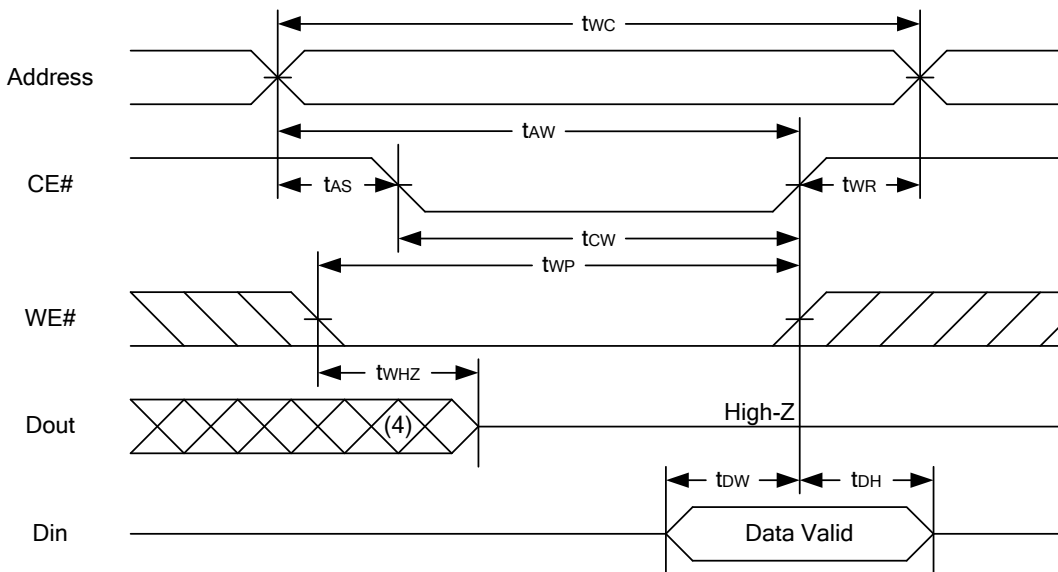 tWC
Address
tAW
CE#
tAS
tWR
tCW
tWP
WE#
tWHZ
Dout
(4)
High-Z
tDW
tDH
Din
Data Valid